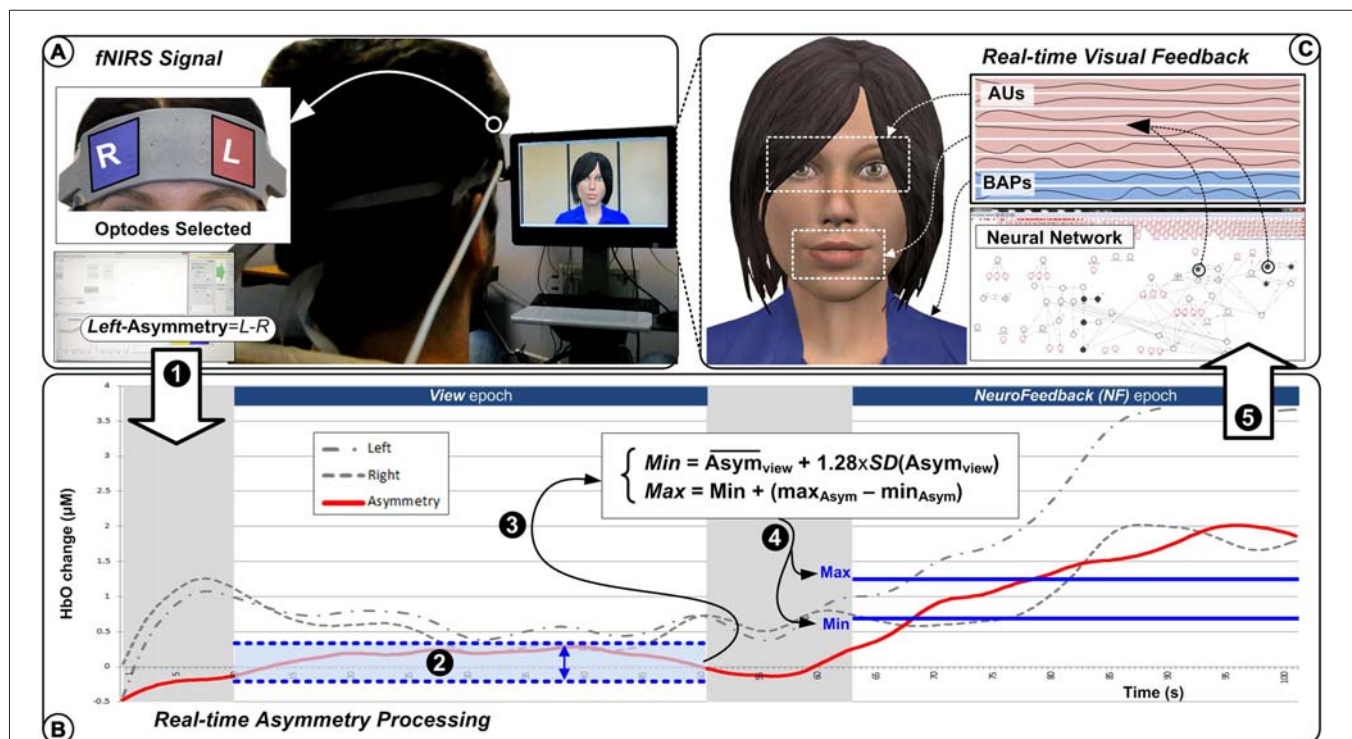 A
fNIRS Signal
R
L
Optodes Selected
Left-Asymmetry=L-R
C
Real-time Visual Feedback
AUs
BAPs
Neural Network
1
5
View epoch
NeuroFeedback (NF) epoch
Left
Right
Asymmetry
Min = Asym̅view + 1.28xSD(Asymview)
Max = Min + (maxAsym – minAsym)
3
4
Max
Min
2
HbO change (µM)
4
3.5
3
2.5
2
1.5
1
0.5
0
-0.5
65
70
75
80
85
90
95
100
Time (s)
B
Real-time Asymmetry Processing